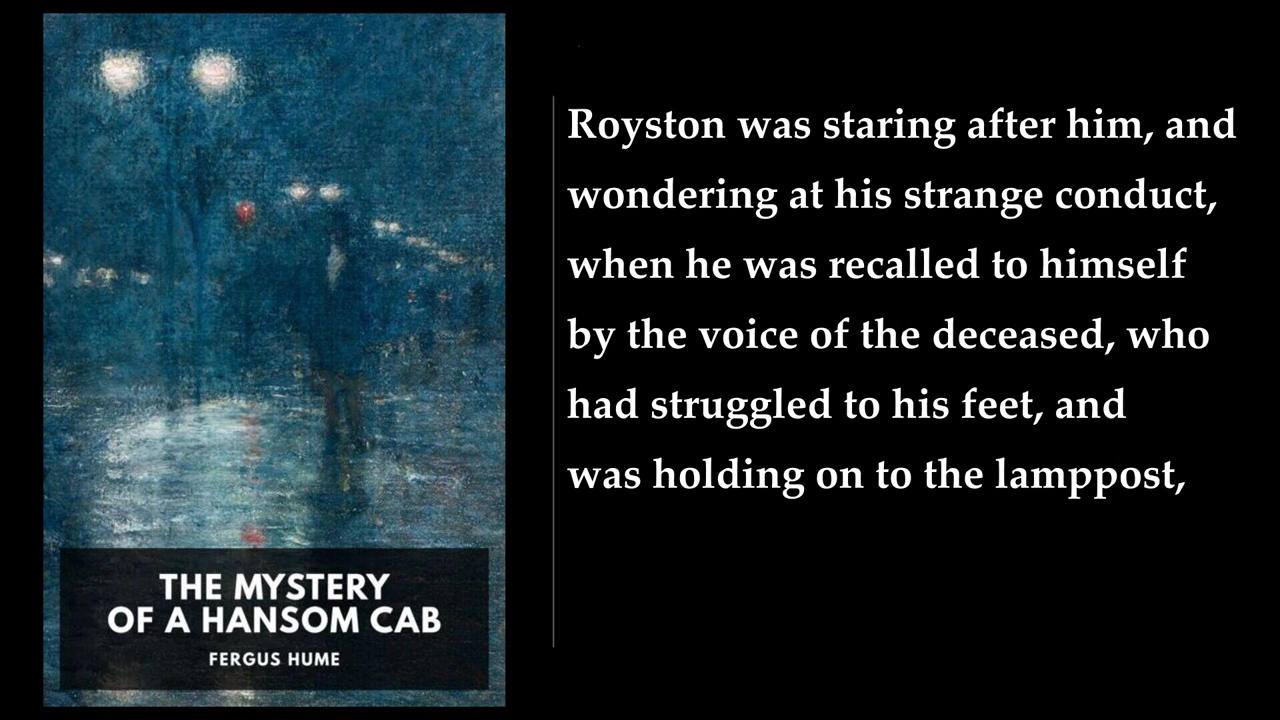 Royston was staring after him, and
wondering at his strange conduct,
when he was recalled to himself
by the voice of the deceased, who
had struggled to his feet, and
was holding on to the lamppost,
THE MYSTERY
OF A HANSOM CAB
FERGUS HUME